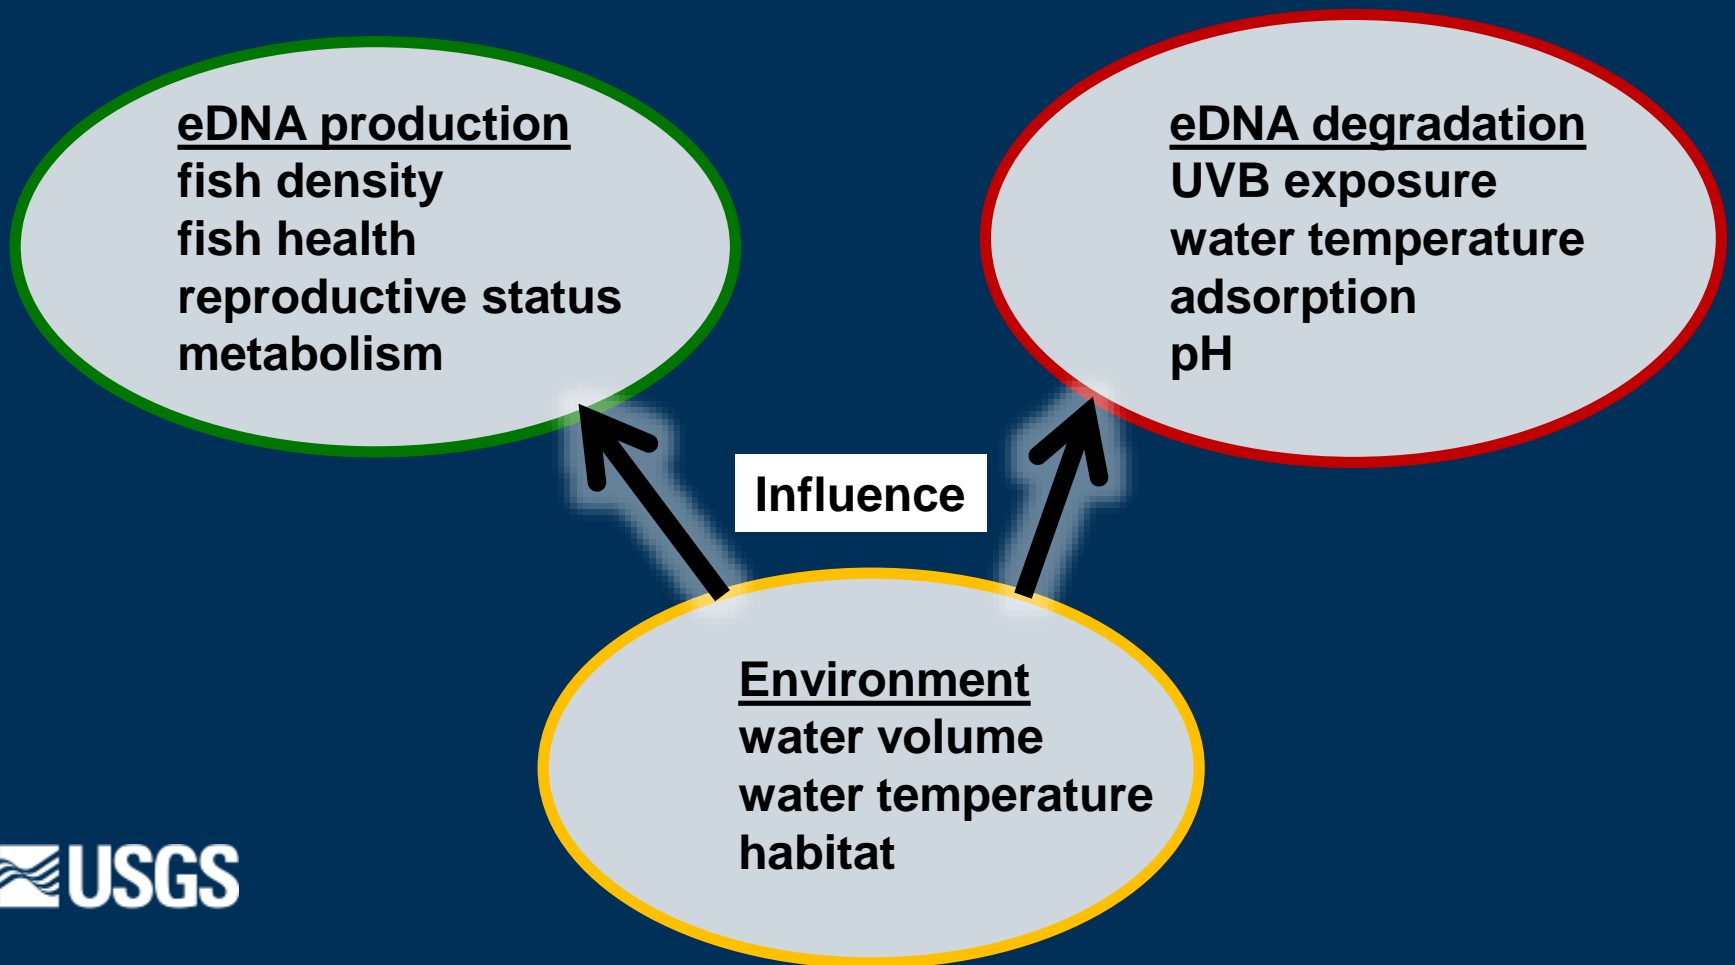 eDNA production
fish density
fish health
reproductive status
metabolism
eDNA degradation
UVB exposure
water temperature
adsorption
pH
Influence
Environment
water volume
water temperature
habitat
USGS